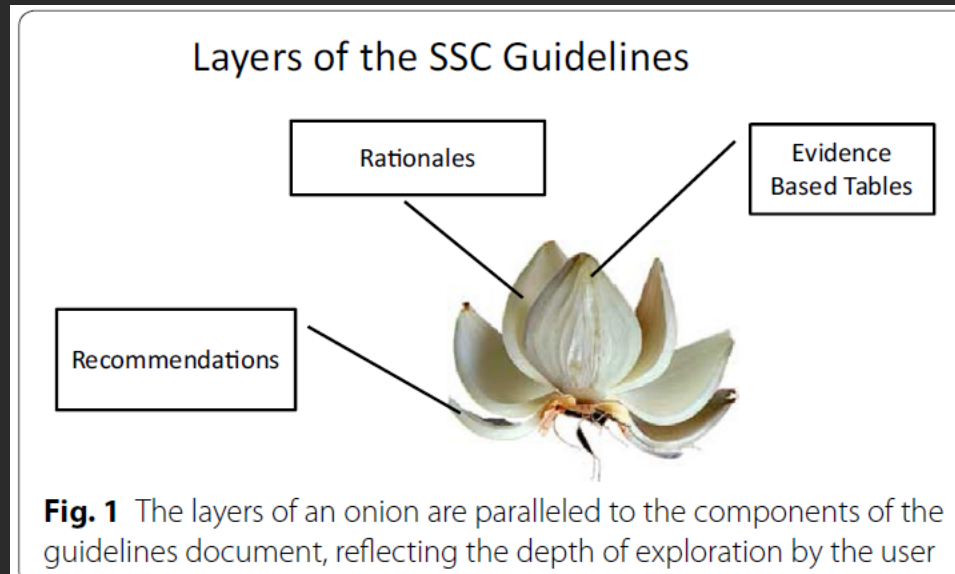 Layers of the SSC Guidelines
Rationales
Evidence
Based Tables
Recommendations
Fig. 1 The layers of an onion are paralleled to the components of the
guidelines document, reflecting the depth of exploration by the user